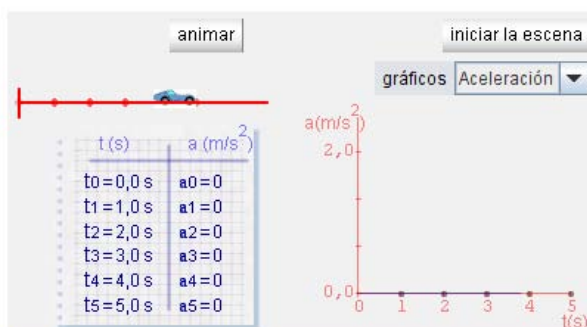 animar
iniciar la escena
gráficos Aceleración
t (s) a (m/s²)
t0=0,0 s a0=0
t1=1,0 s a1=0
t2=2,0 s a2=0
t3=3,0 s a3=0
t4=4,0 s a4=0
t5=5,0 s a5=0
a(m/s²)
2,0
0,0
0 1 2 3 4 5
t(s)